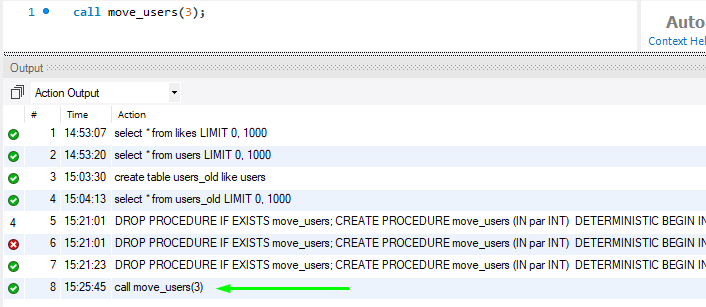 1 call move_users(3);
Auto
Context Hel
Output
Action Output
# Time Action
1 14:53:07 select * from likes LIMIT 0, 1000
2 14:53:20 select * from users LIMIT 0, 1000
3 15:03:30 create table users_old like users
4 15:04:13 select * from users_old LIMIT 0, 1000
4 5 15:21:01 DROP PROCEDURE IF EXISTS move_users; CREATE PROCEDURE move_users (IN par INT) DETERMINISTIC BEGIN IN
6 15:21:01 DROP PROCEDURE IF EXISTS move_users; CREATE PROCEDURE move_users (IN par INT) DETERMINISTIC BEGIN IN
7 15:21:23 DROP PROCEDURE IF EXISTS move_users; CREATE PROCEDURE move_users (IN par INT) DETERMINISTIC BEGIN IN
8 15:25:45 call move_users(3)